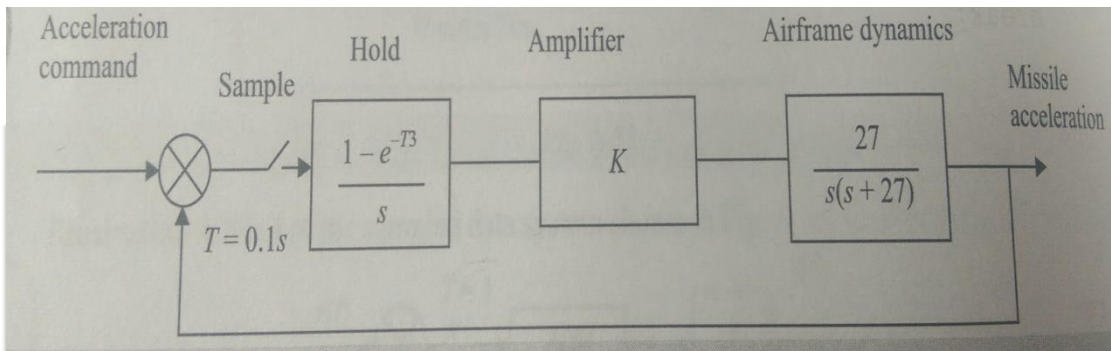 Acceleration
command
Sample
Hold
Amplifier
Airframe dynamics
Missile
acceleration
1 − e^−T3
s
K
27
s(s + 27)
T = 0.1s